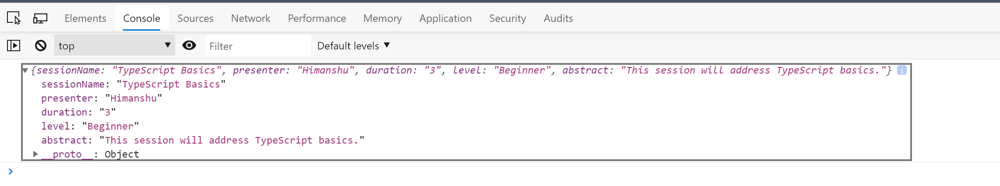 Elements Console Sources Network Performance Memory Application Security Audits
top Filter Default levels
{sessionName: "TypeScript Basics", presenter: "Himanshu", duration: "3", level: "Beginner", abstract: "This session will address TypeScript basics."} i
sessionName: "TypeScript Basics"
presenter: "Himanshu"
duration: "3"
level: "Beginner"
abstract: "This session will address TypeScript basics."
__proto__: Object